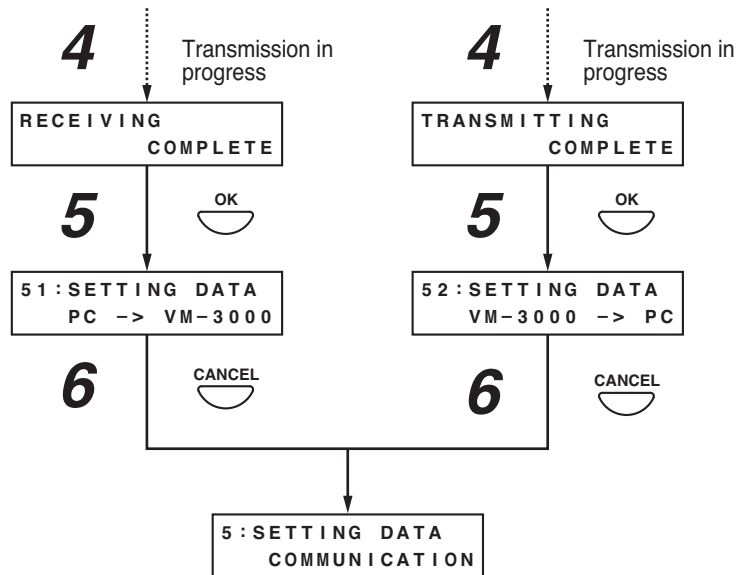 4
Transmission in
progress
RECEIVING
COMPLETE
5
OK
51:SETTING DATA
PC -> VM-3000
6
CANCEL
4
Transmission in
progress
TRANSMITTING
COMPLETE
5
OK
52:SETTING DATA
VM-3000 -> PC
6
CANCEL
5:SETTING DATA
COMMUNICATION